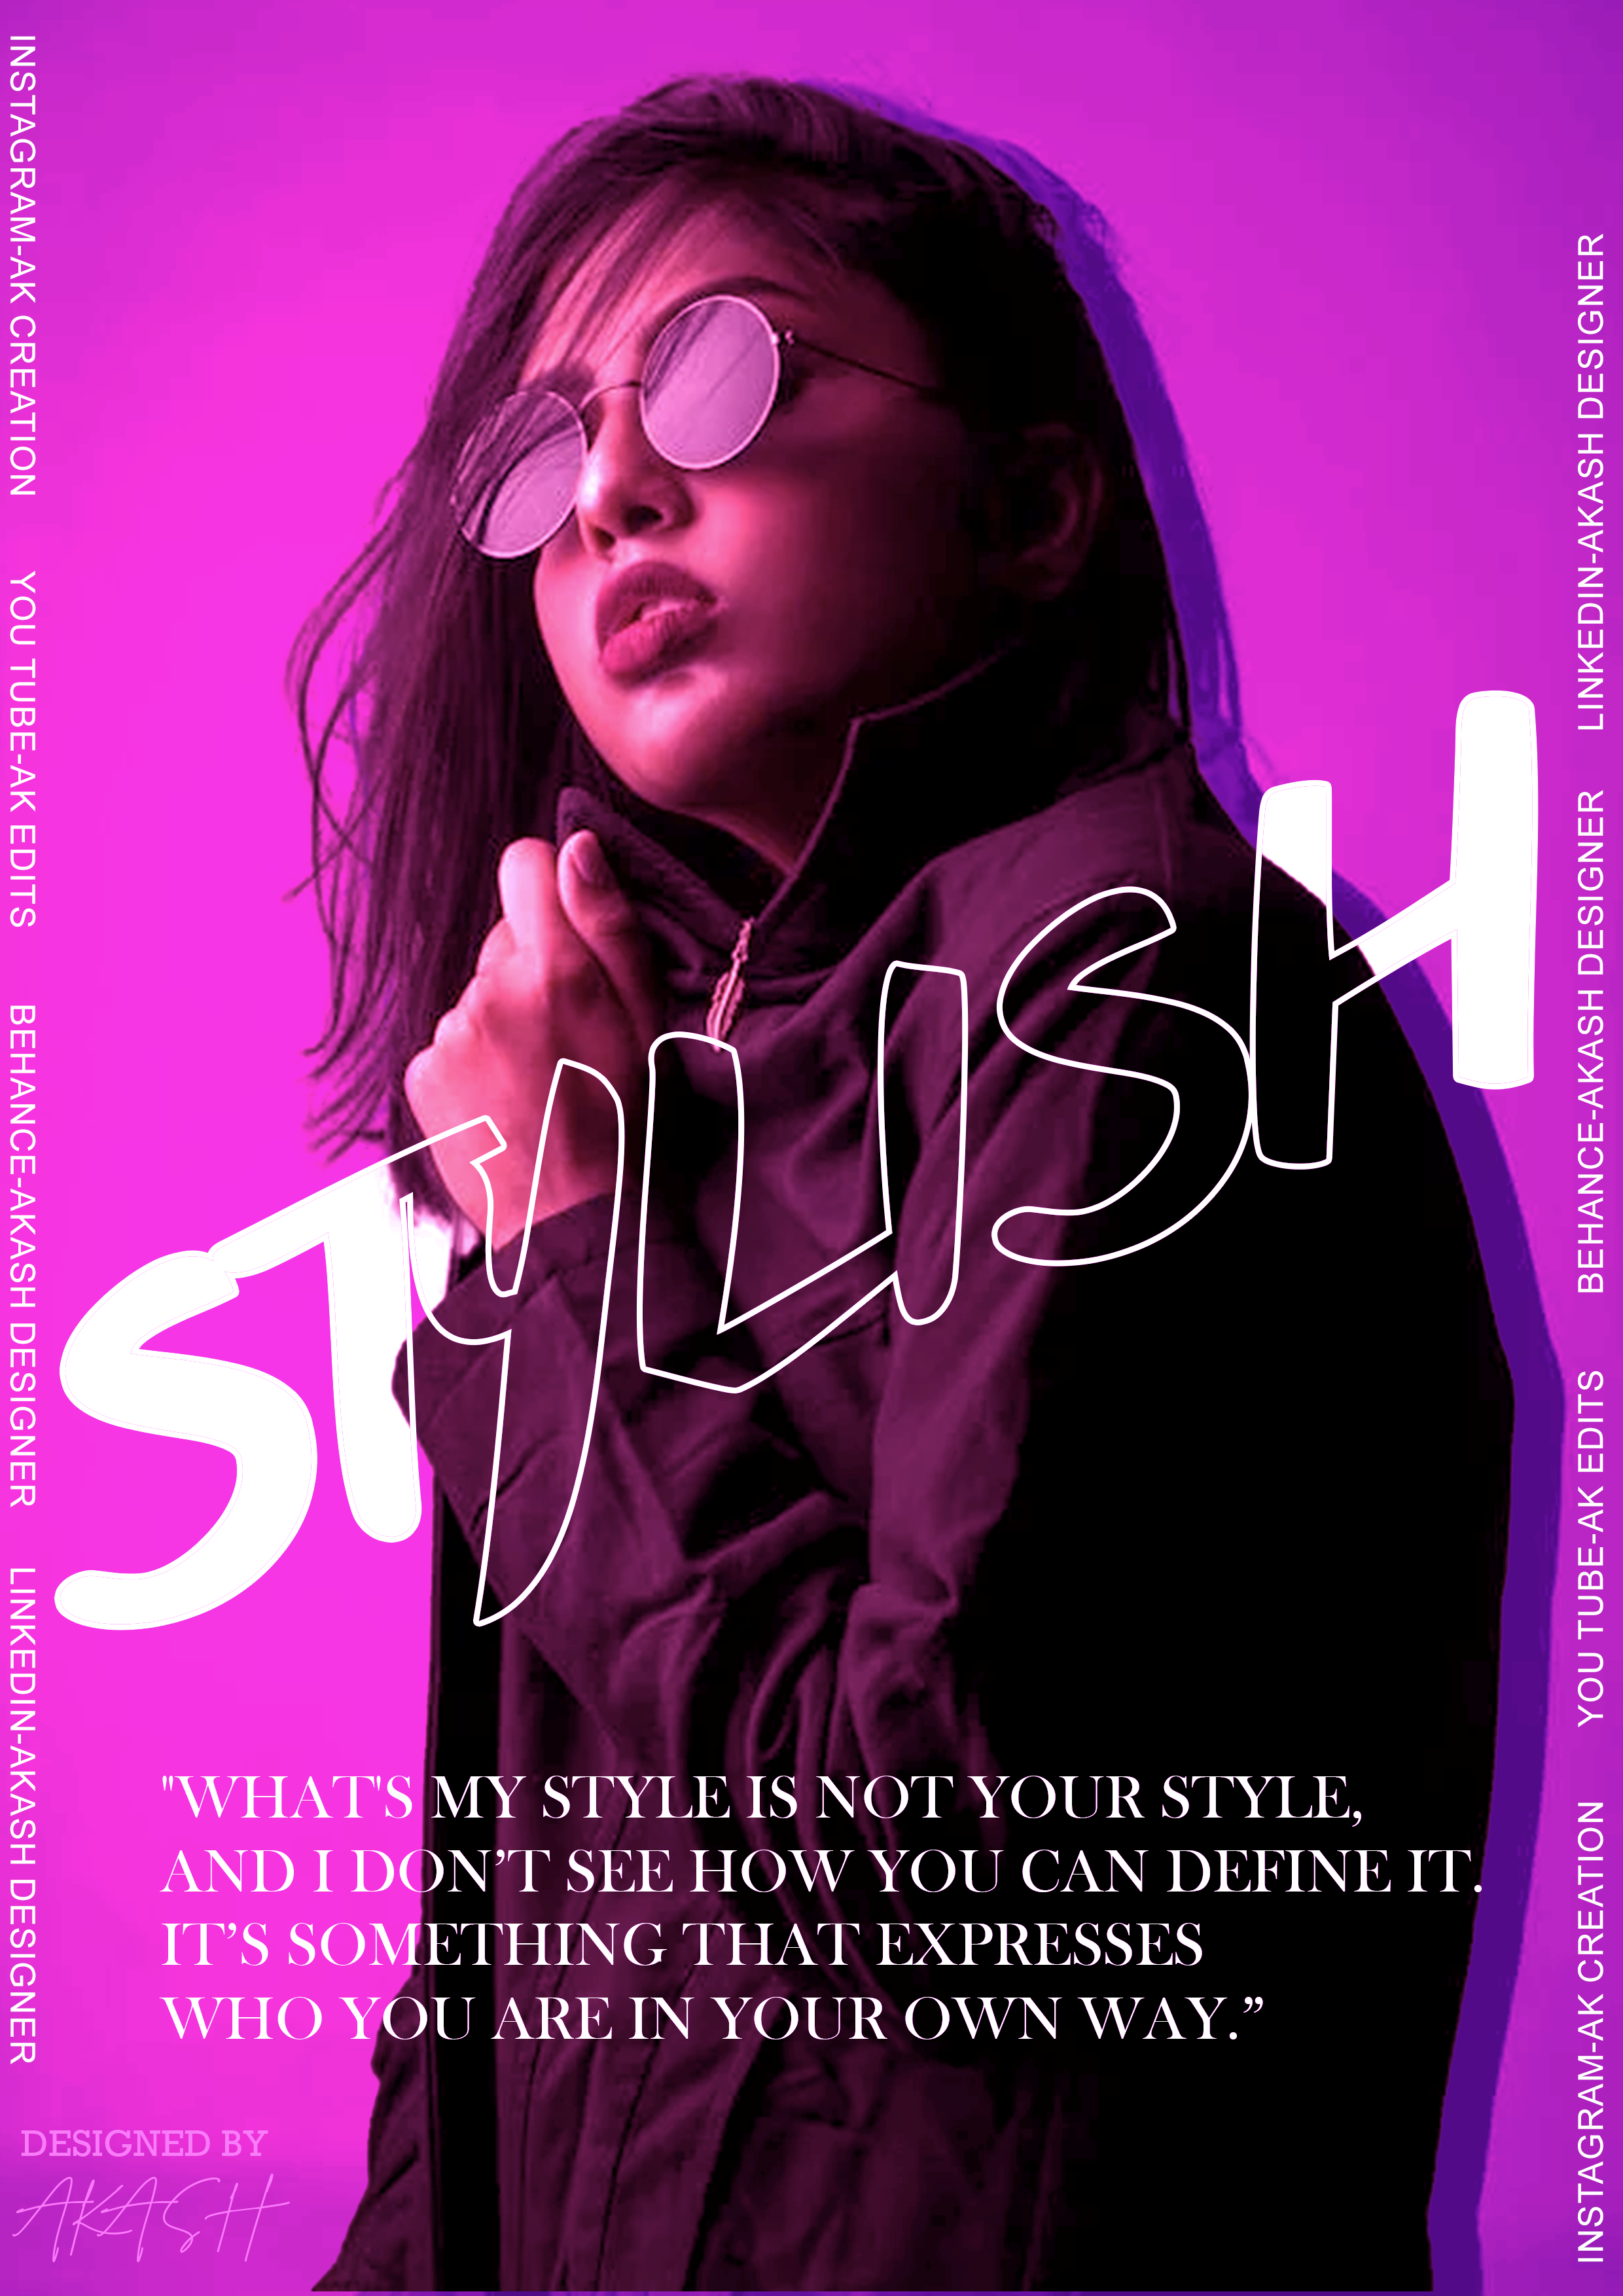 INSTAGRAM-AK CREATION
YOU TUBE-AK EDITS
BEHANCE-AKASH DESIGNER
LINKEDIN-AKASH DESIGNER
STYLISH
"WHAT'S MY STYLE IS NOT YOUR STYLE,
AND I DON’T SEE HOW YOU CAN DEFINE IT.
IT’S SOMETHING THAT EXPRESSES
WHO YOU ARE IN YOUR OWN WAY.”
DESIGNED BY
AKASH
INSTAGRAM-AK CREATION
YOU TUBE-AK EDITS
BEHANCE-AKASH DESIGNER
LINKEDIN-AKASH DESIGNER